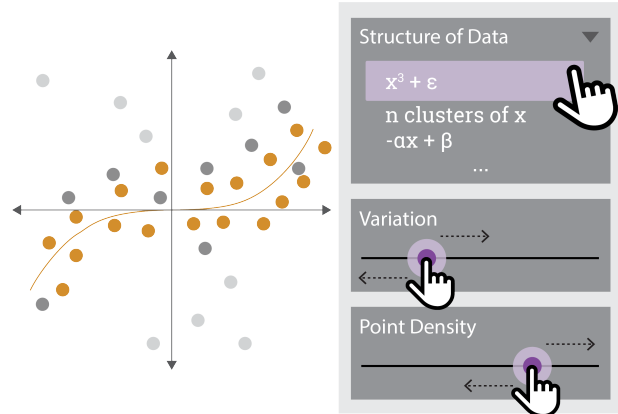 Structure of Data
x³ + ε
n clusters of x
-αx + β
...
Variation
Point Density